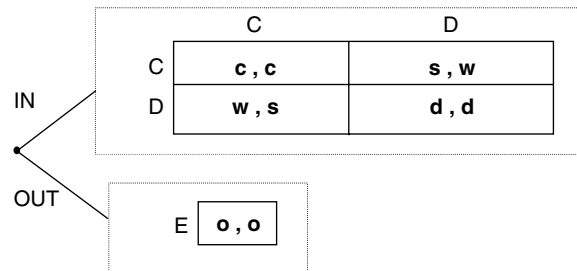 C D
C c , c s , w
IN
D w , s d , d
OUT
E o , o